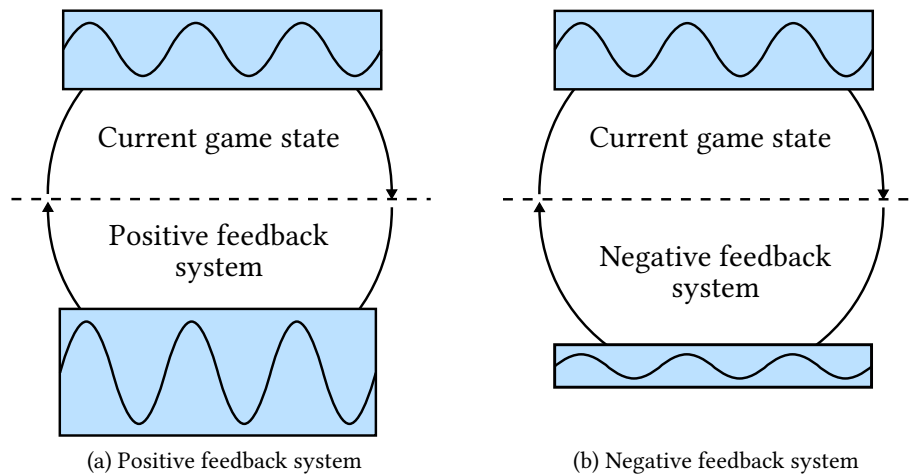 Current game state
Positive feedback
system
(a) Positive feedback system
Current game state
Negative feedback
system
(b) Negative feedback system